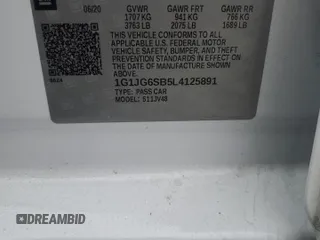 06/20 GVWR GAWR FRT GAWR RR
1707 KG 941 KG 766 KG
3763 LB 2075 LB 1689 LB
THIS VEHICLE CONFORMS TO ALL APPLICABLE U.S. FEDERAL MOTOR
VEHICLE SAFETY, BUMPER, AND THEFT PREVENTION STANDARDS IN
EFFECT ON THE DATE OF MANUFACTURE SHOWN ABOVE.
1G1JG6SB5L4125891
TYPE: PASS CAR
DREAMBID